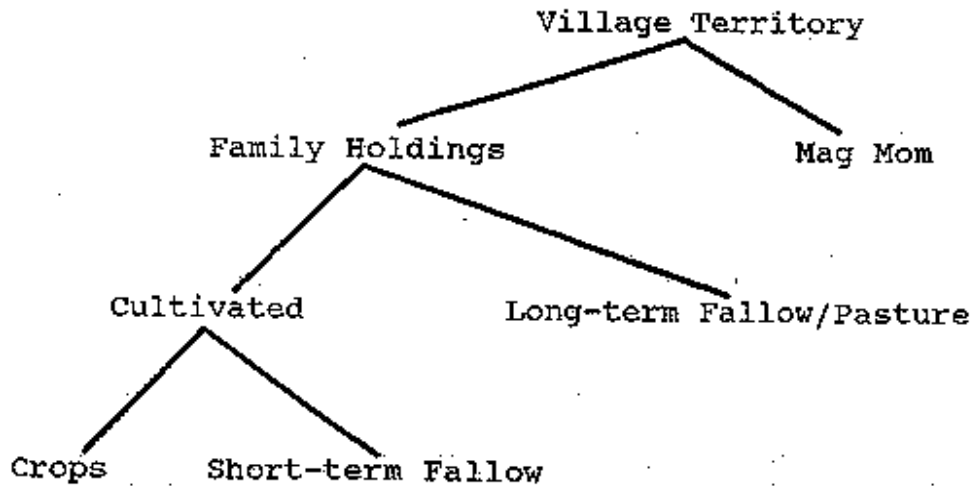 Village Territory
Family Holdings
Mag Mom
Cultivated
Long-term Fallow/Pasture
Crops
Short-term Fallow